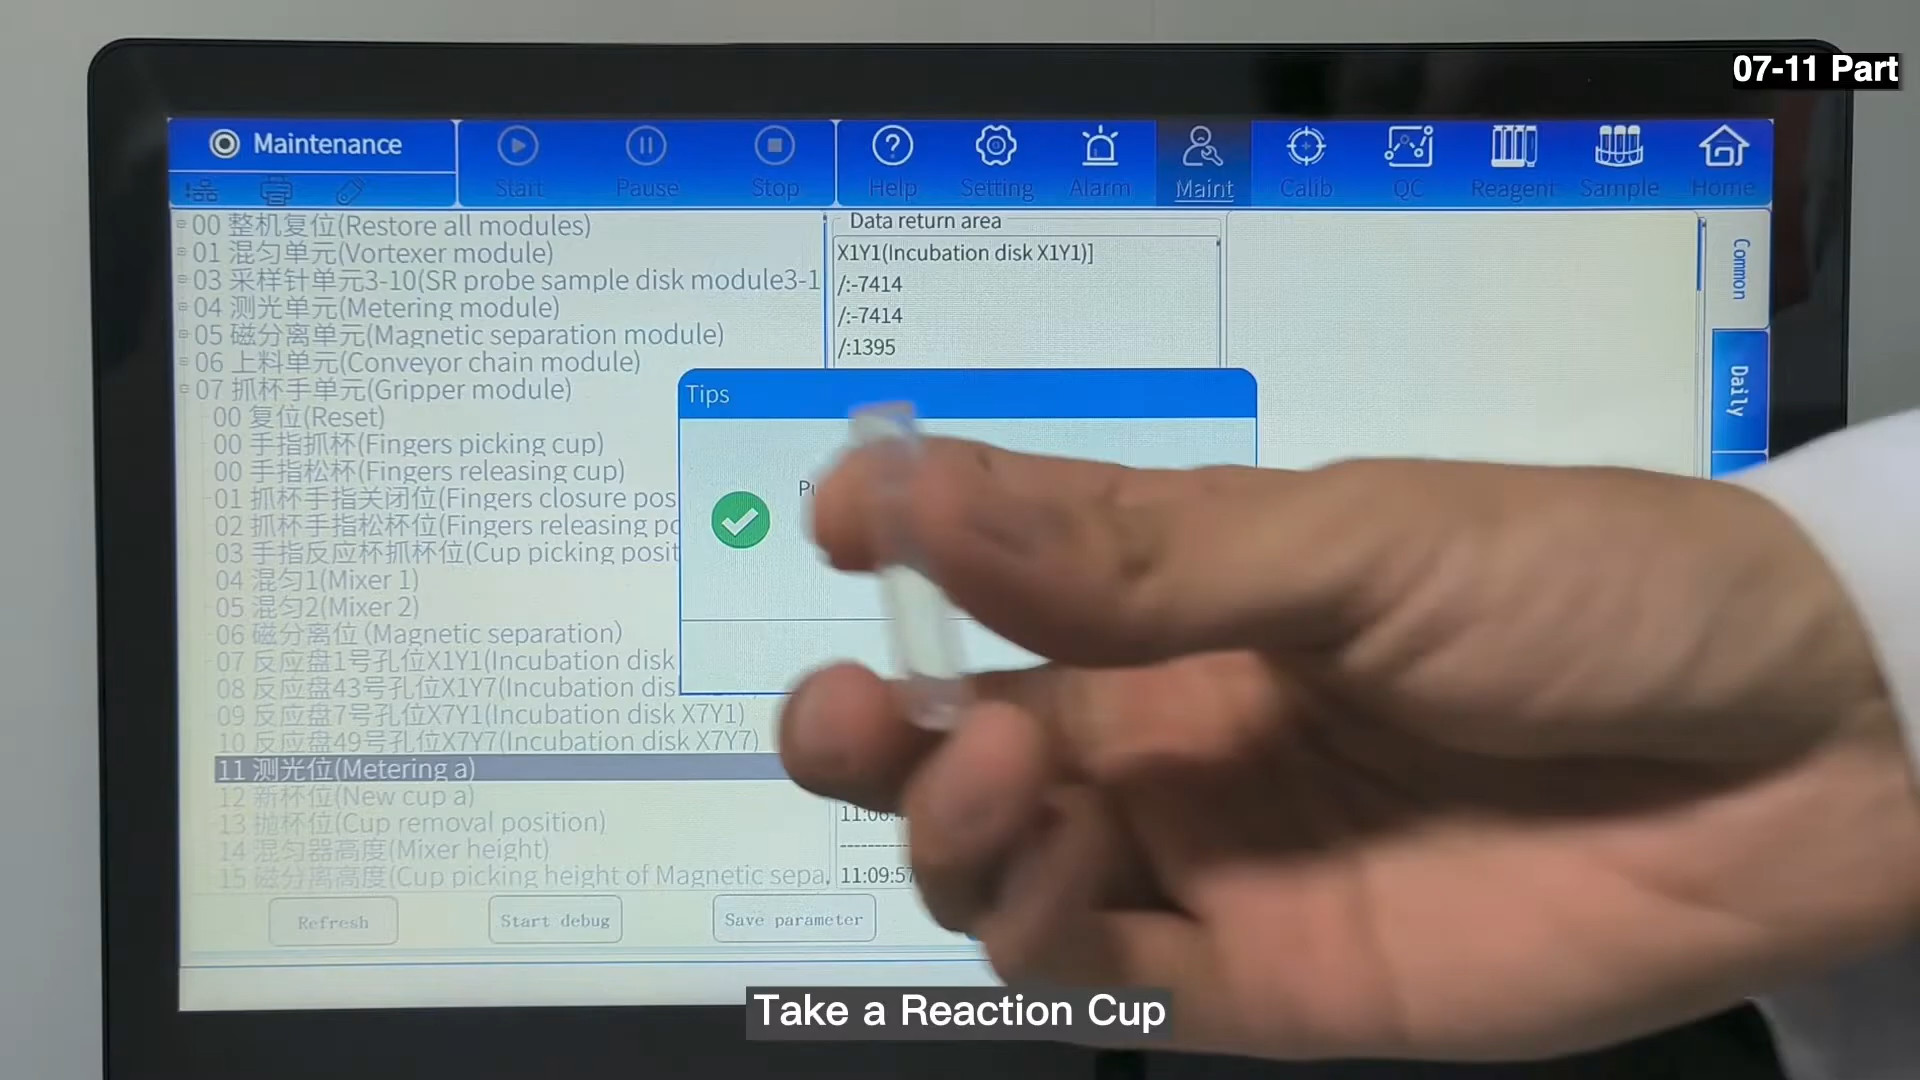 07-11 Part
Maintenance
Start
Pause
Stop
Help
Setting
Alarm
Maint
Calib
QC
Reagent
Sample
Home
00 整机复位(Restore all modules)
01 混匀单元(Vortexer module)
03 采样针单元3-10(SR probe sample disk module3-1
04 测光单元(Metering module)
05 磁分离单元(Magnetic separation module)
06 上料单元(Conveyor chain module)
07 抓杯手单元(Gripper module)
00 复位(Reset)
00 手指抓杯(Fingers picking cup)
00 手指松杯(Fingers releasing cup)
01 抓杯手指关闭位(Fingers closure pos
02 抓杯手指松杯位(Fingers releasing po
03 手指反应杯抓杯位(Cup picking posit
04 混匀1(Mixer 1)
05 混匀2(Mixer 2)
06 磁分离位(Magnetic separation)
07 反应盘1号孔位X1Y1(Incubation disk
08 反应盘43号孔位X1Y7(Incubation dis
09 反应盘7号孔位X7Y1(Incubation disk X7Y1)
10 反应盘49号孔位X7Y7(Incubation disk X7Y7)
11 测光位(Metering a)
12 新杯位(New cup a)
13 抛杯位(Cup removal position)
14 混匀器高度(Mixer height)
15 磁分离高度(Cup picking height of Magnetic sepa
Data return area
X1Y1(Incubation disk X1Y1)]
/:-7414
/:-7414
/:1395
Tips
11:09:57
Common
Daily
Refresh
Start debug
Save parameter
Take a Reaction Cup